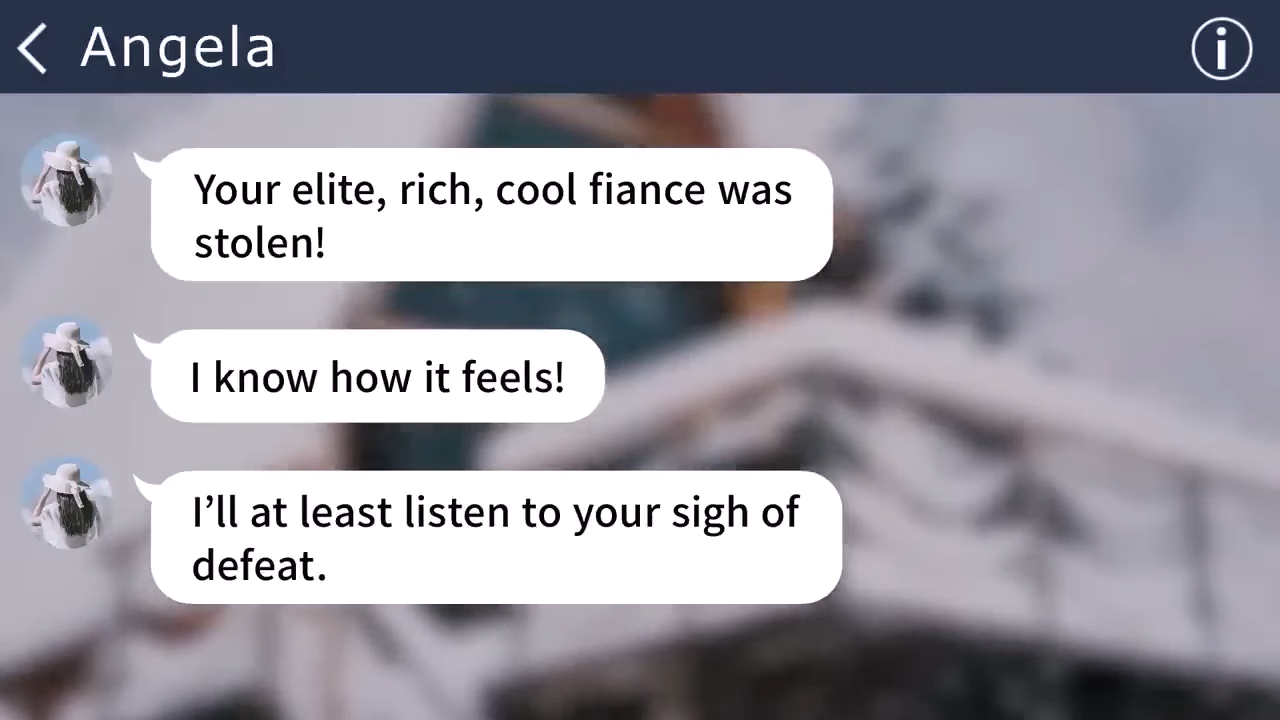 Angela
Your elite, rich, cool fiance was
stolen!
I know how it feels!
I’ll at least listen to your sigh of
defeat.